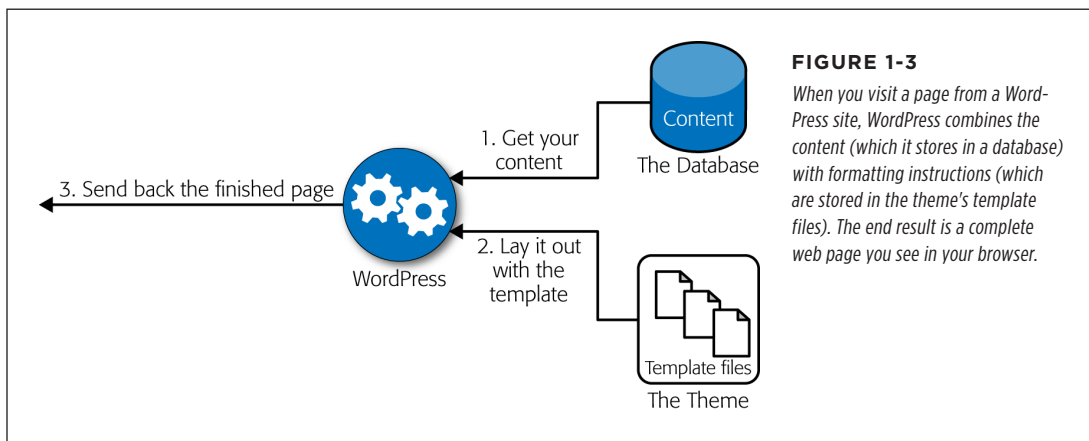 FIGURE 1-3
When you visit a page from a Word-
Press site, WordPress combines the
content (which it stores in a database)
with formatting instructions (which
are stored in the theme's template
files). The end result is a complete
web page you see in your browser.
Content
The Database
1. Get your
content
3. Send back the finished page
WordPress
2. Lay it out
with the
template
Template files
The Theme